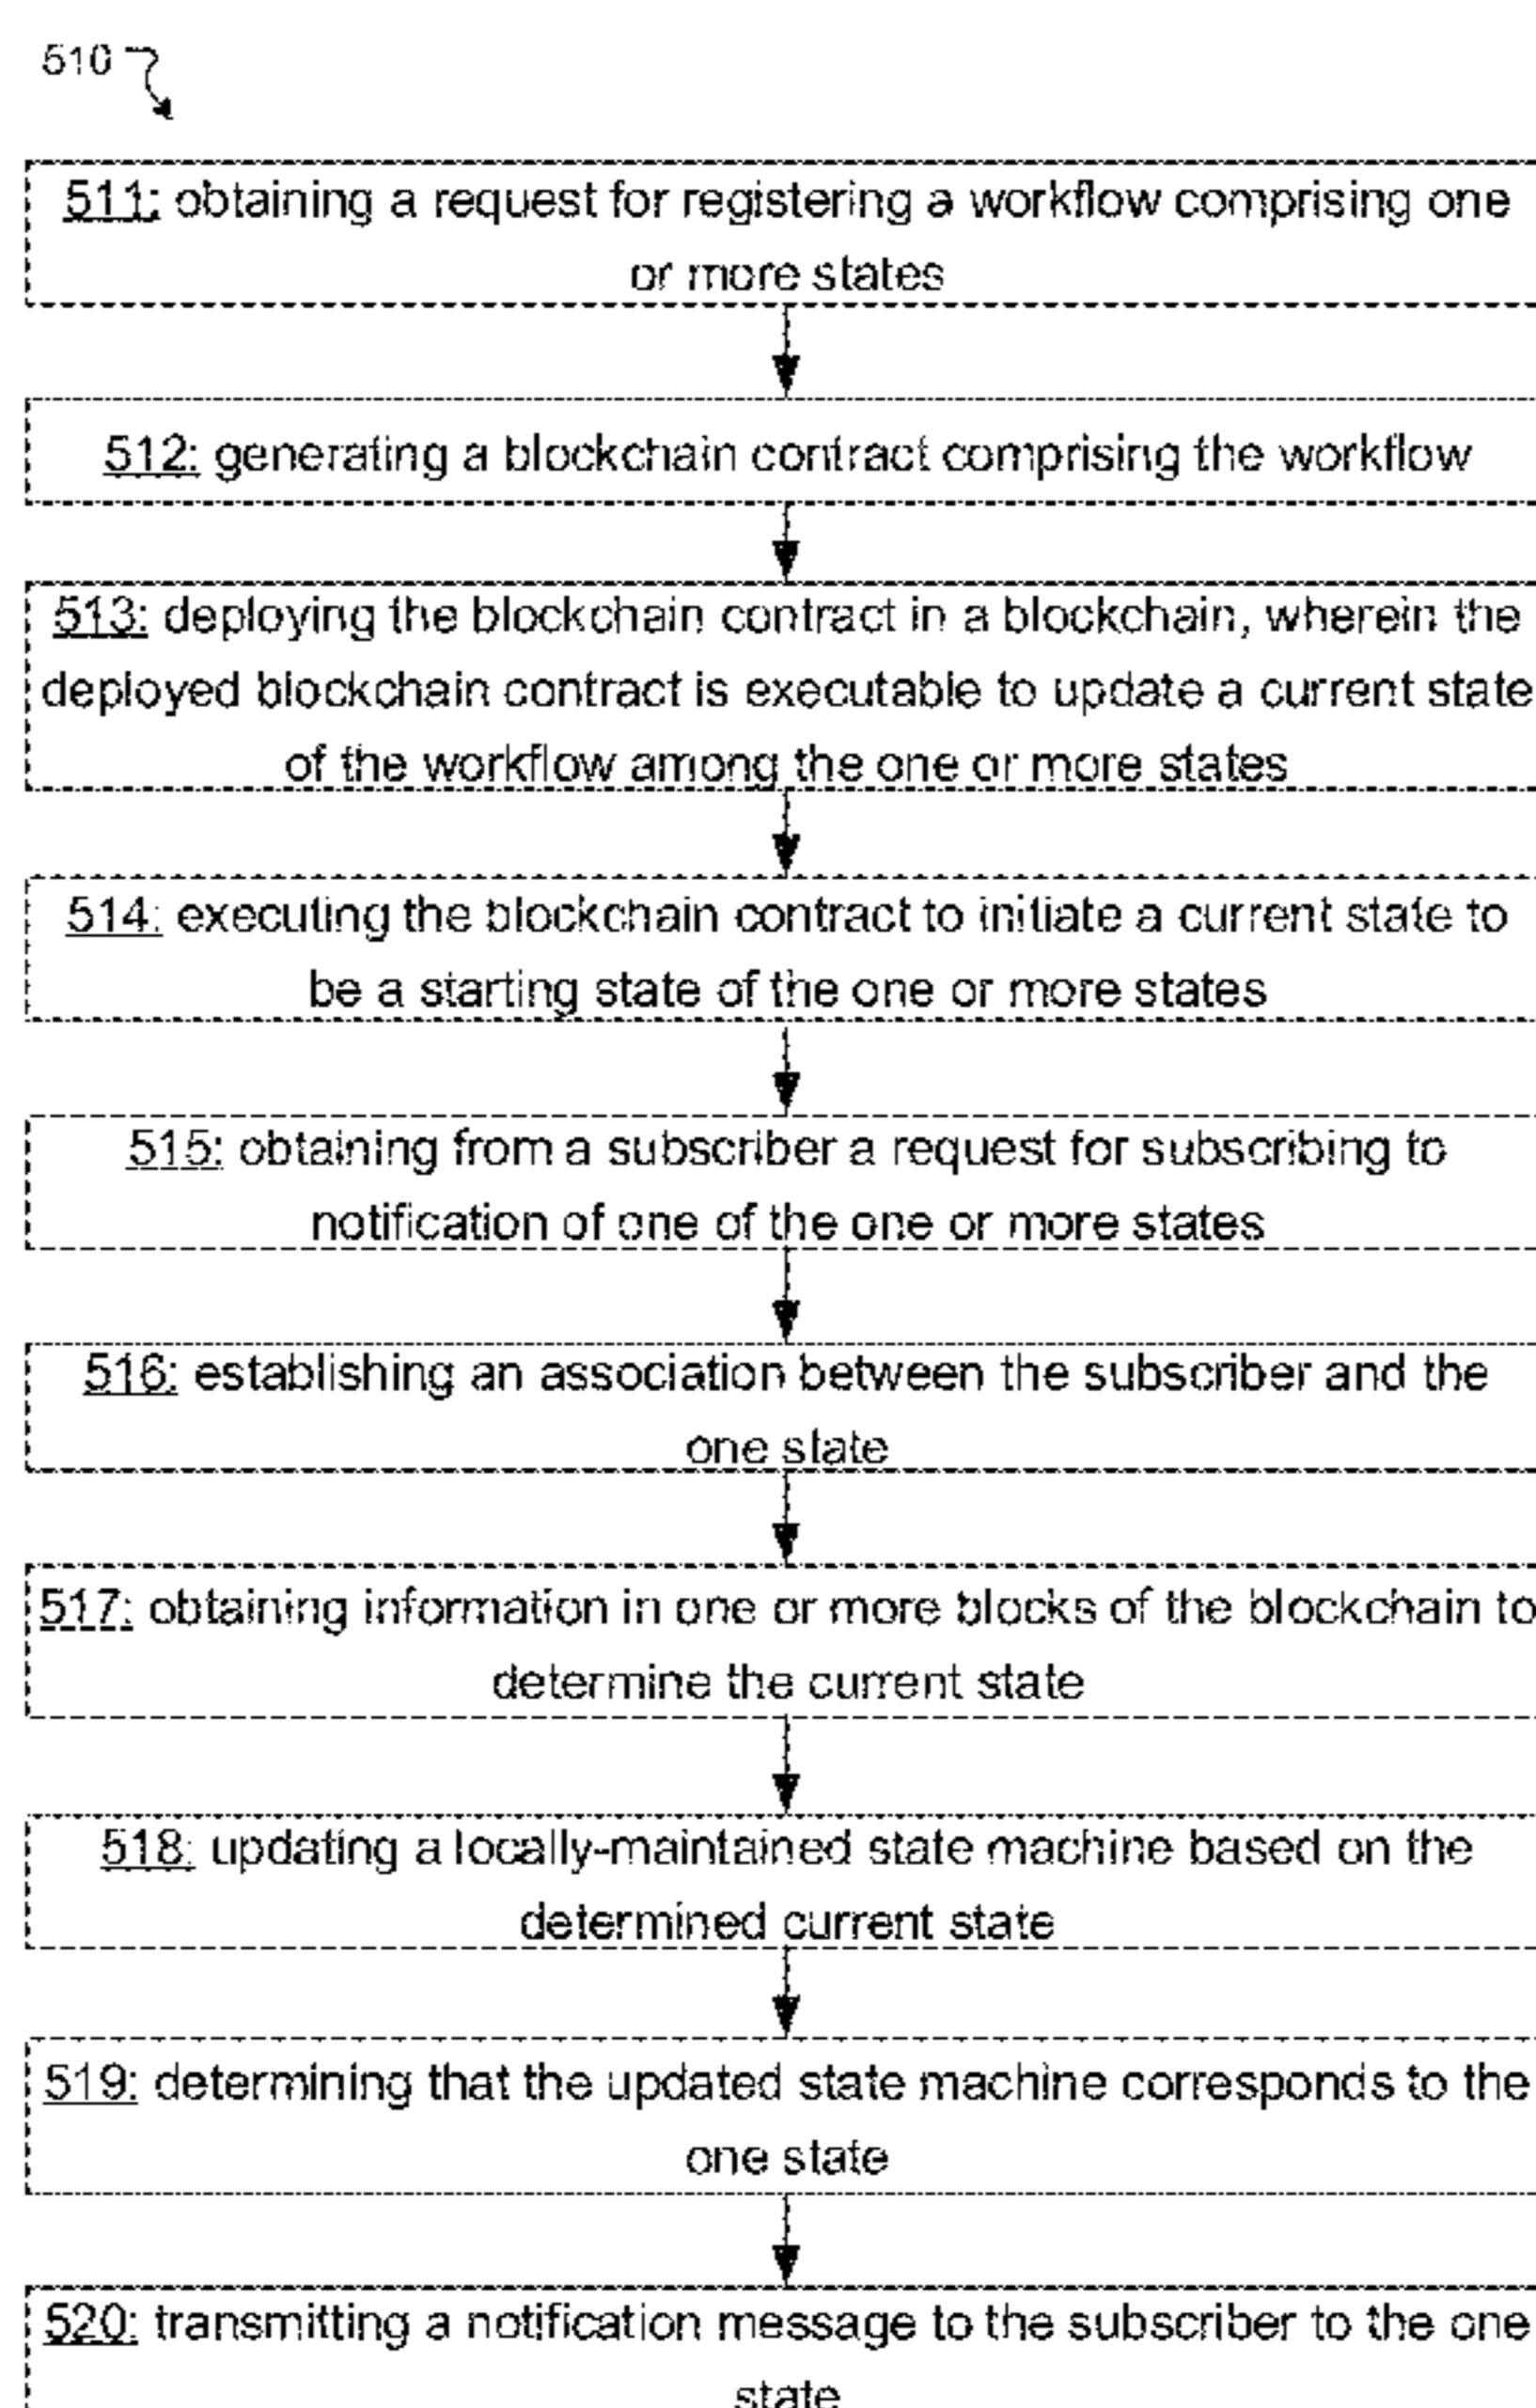 510
511: obtaining a request for registering a workflow comprising one
or more states
512: generating a blockchain contract comprising the workflow
513: deploying the blockchain contract in a blockchain, wherein the
deployed blockchain contract is executable to update a current state
of the workflow among the one or more states
514: executing the blockchain contract to initiate a current state to
be a starting state of the one or more states
515: obtaining from a subscriber a request for subscribing to
notification of one of the one or more states
516: establishing an association between the subscriber and the
one state
517: obtaining information in one or more blocks of the blockchain to
determine the current state
518: updating a locally-maintained state machine based on the
determined current state
519: determining that the updated state machine corresponds to the
one state
520: transmitting a notification message to the subscriber to the one
state